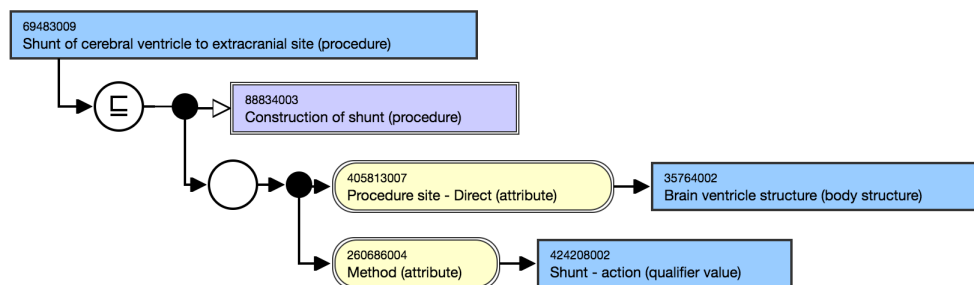 69483009
Shunt of cerebral ventricle to extracranial site (procedure)
⊑
88834003
Construction of shunt (procedure)
405813007
Procedure site - Direct (attribute)
35764002
Brain ventricle structure (body structure)
260686004
Method (attribute)
424208002
Shunt - action (qualifier value)